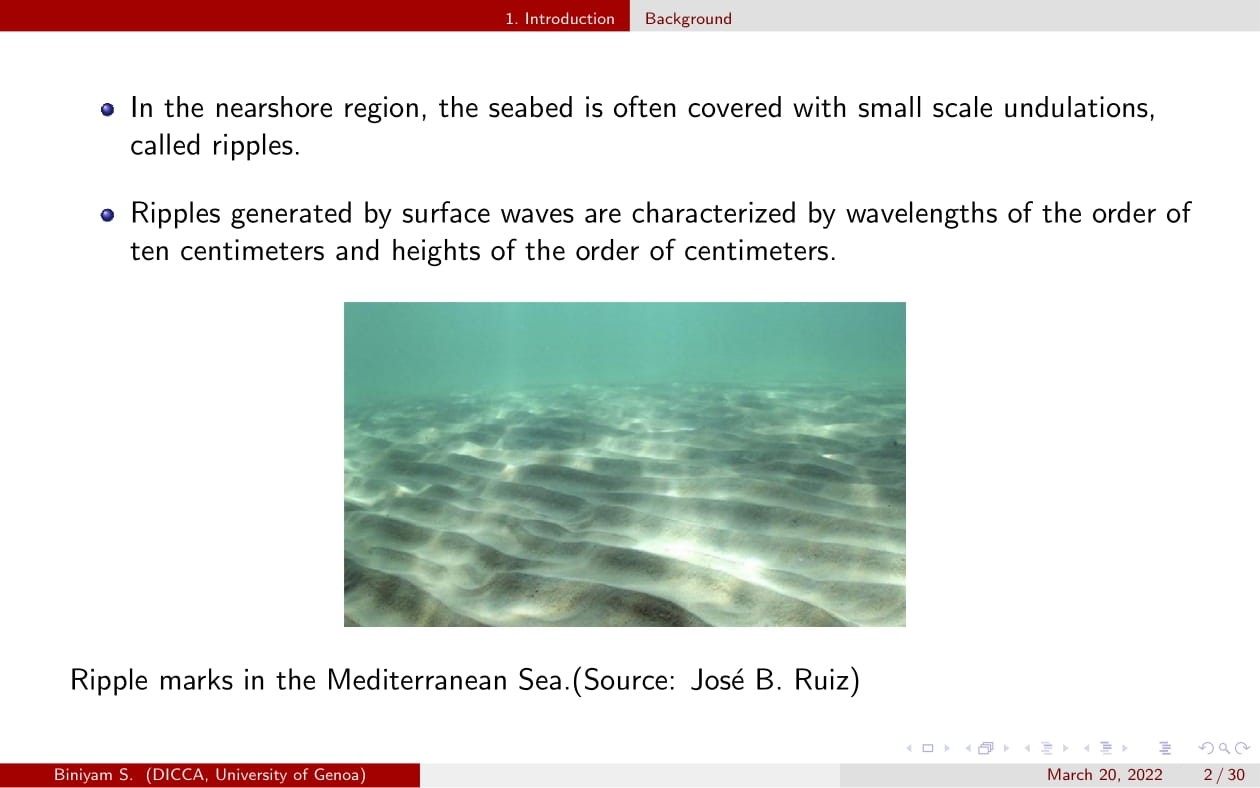 1. Introduction Background
In the nearshore region, the seabed is often covered with small scale undulations,
called ripples.
Ripples generated by surface waves are characterized by wavelengths of the order of
ten centimeters and heights of the order of centimeters.
Ripple marks in the Mediterranean Sea.(Source: José B. Ruiz)
Biniyam S. (DICCA, University of Genoa) March 20, 2022 2 / 30